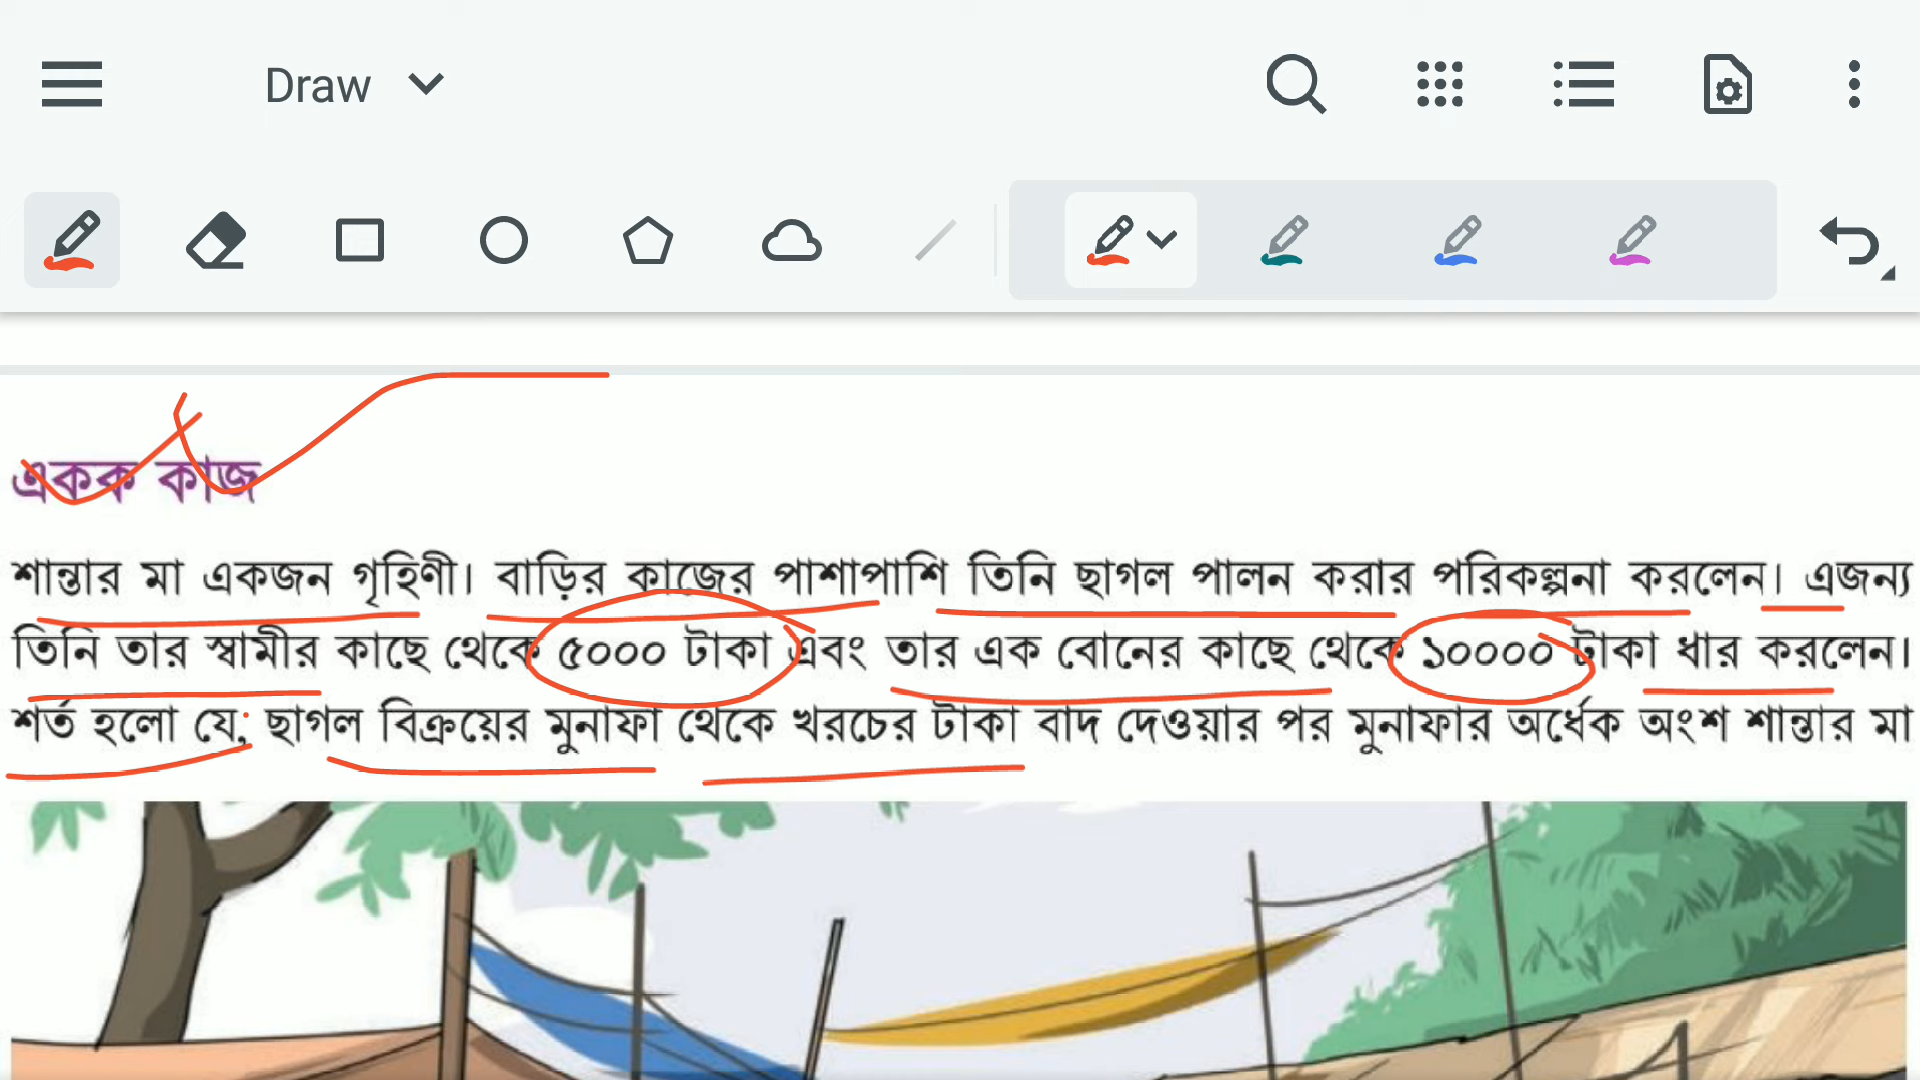 Draw
একক কাজ
শান্তার মা একজন গৃহিণী। বাড়ির কাজের পাশাপাশি তিনি ছাগল পালন করার পরিকল্পনা করলেন। এজন্য
তিনি তার স্বামীর কাছে থেকে ৫০০০ টাকা এবং তার এক বোনের কাছে থেকে ১০০০০ টাকা ধার করলেন।
শর্ত হলো যে; ছাগল বিক্রয়ের মুনাফা থেকে খরচের টাকা বাদ দেওয়ার পর মুনাফার অর্ধেক অংশ শান্তার মা